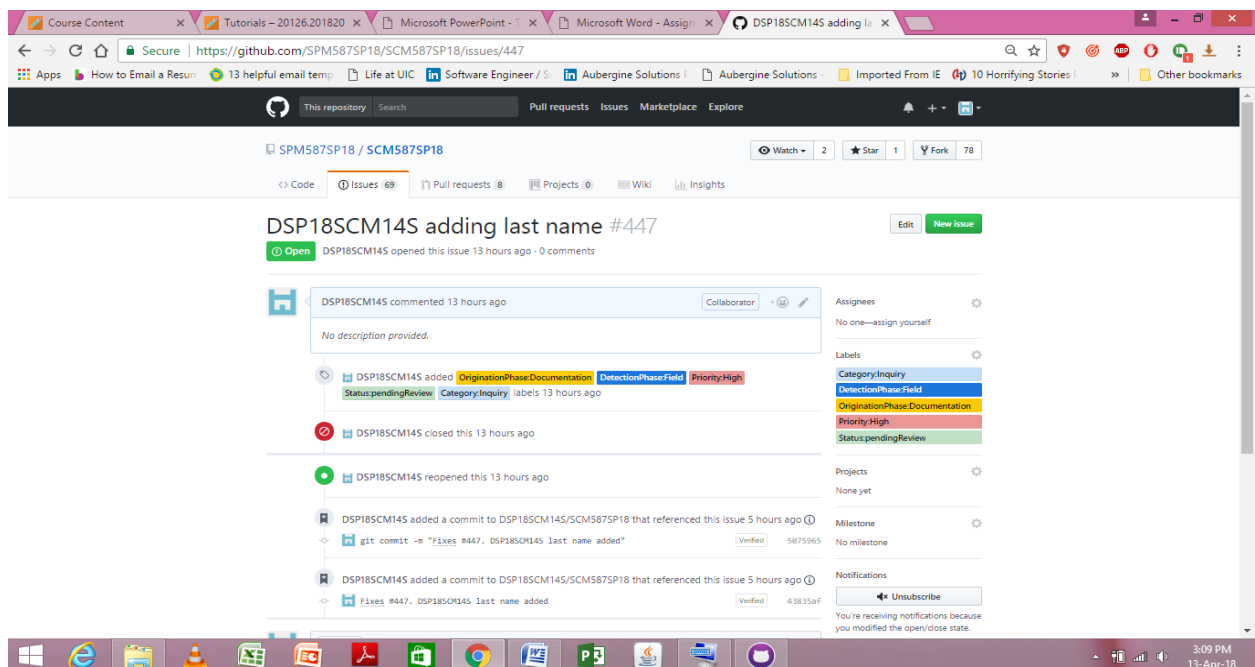 Course Content
Tutorials – 20126.201820
Microsoft PowerPoint - T
Microsoft Word - Assign
DSP18SCM14S adding la
Secure | https://github.com/SPM587SP18/SCM587SP18/issues/447
Apps How to Email a Resum 13 helpful email temp Life at UIC Software Engineer / S Aubergine Solutions Aubergine Solutions - Imported From IE 10 Horrifying Stories » Other bookmarks
This repository Search Pull requests Issues Marketplace Explore
SPM587SP18 / SCM587SP18 Watch 2 Star 1 Fork 78
Code Issues 69 Pull requests 8 Projects 0 Wiki Insights
DSP18SCM14S adding last name #447 Edit New issue
Open DSP18SCM14S opened this issue 13 hours ago · 0 comments
DSP18SCM14S commented 13 hours ago Collaborator
No description provided.
DSP18SCM14S added OriginationPhase:Documentation DetectionPhase:Field Priority:High
Status:pendingReview Category:Inquiry labels 13 hours ago
DSP18SCM14S closed this 13 hours ago
DSP18SCM14S reopened this 13 hours ago
DSP18SCM14S added a commit to DSP18SCM14S/SCM587SP18 that referenced this issue 5 hours ago
git commit -m "Fixes #447. DSP18SCM14S last name added" Verified 5075965
DSP18SCM14S added a commit to DSP18SCM14S/SCM587SP18 that referenced this issue 5 hours ago
Fixes #447. DSP18SCM14S last name added Verified 43835af
Assignees
No one—assign yourself
Labels
Category:Inquiry
DetectionPhase:Field
OriginationPhase:Documentation
Priority:High
Status:pendingReview
Projects
None yet
Milestone
No milestone
Notifications
Unsubscribe
You're receiving notifications because
you modified the open/close state.
3:09 PM
13-Apr-18